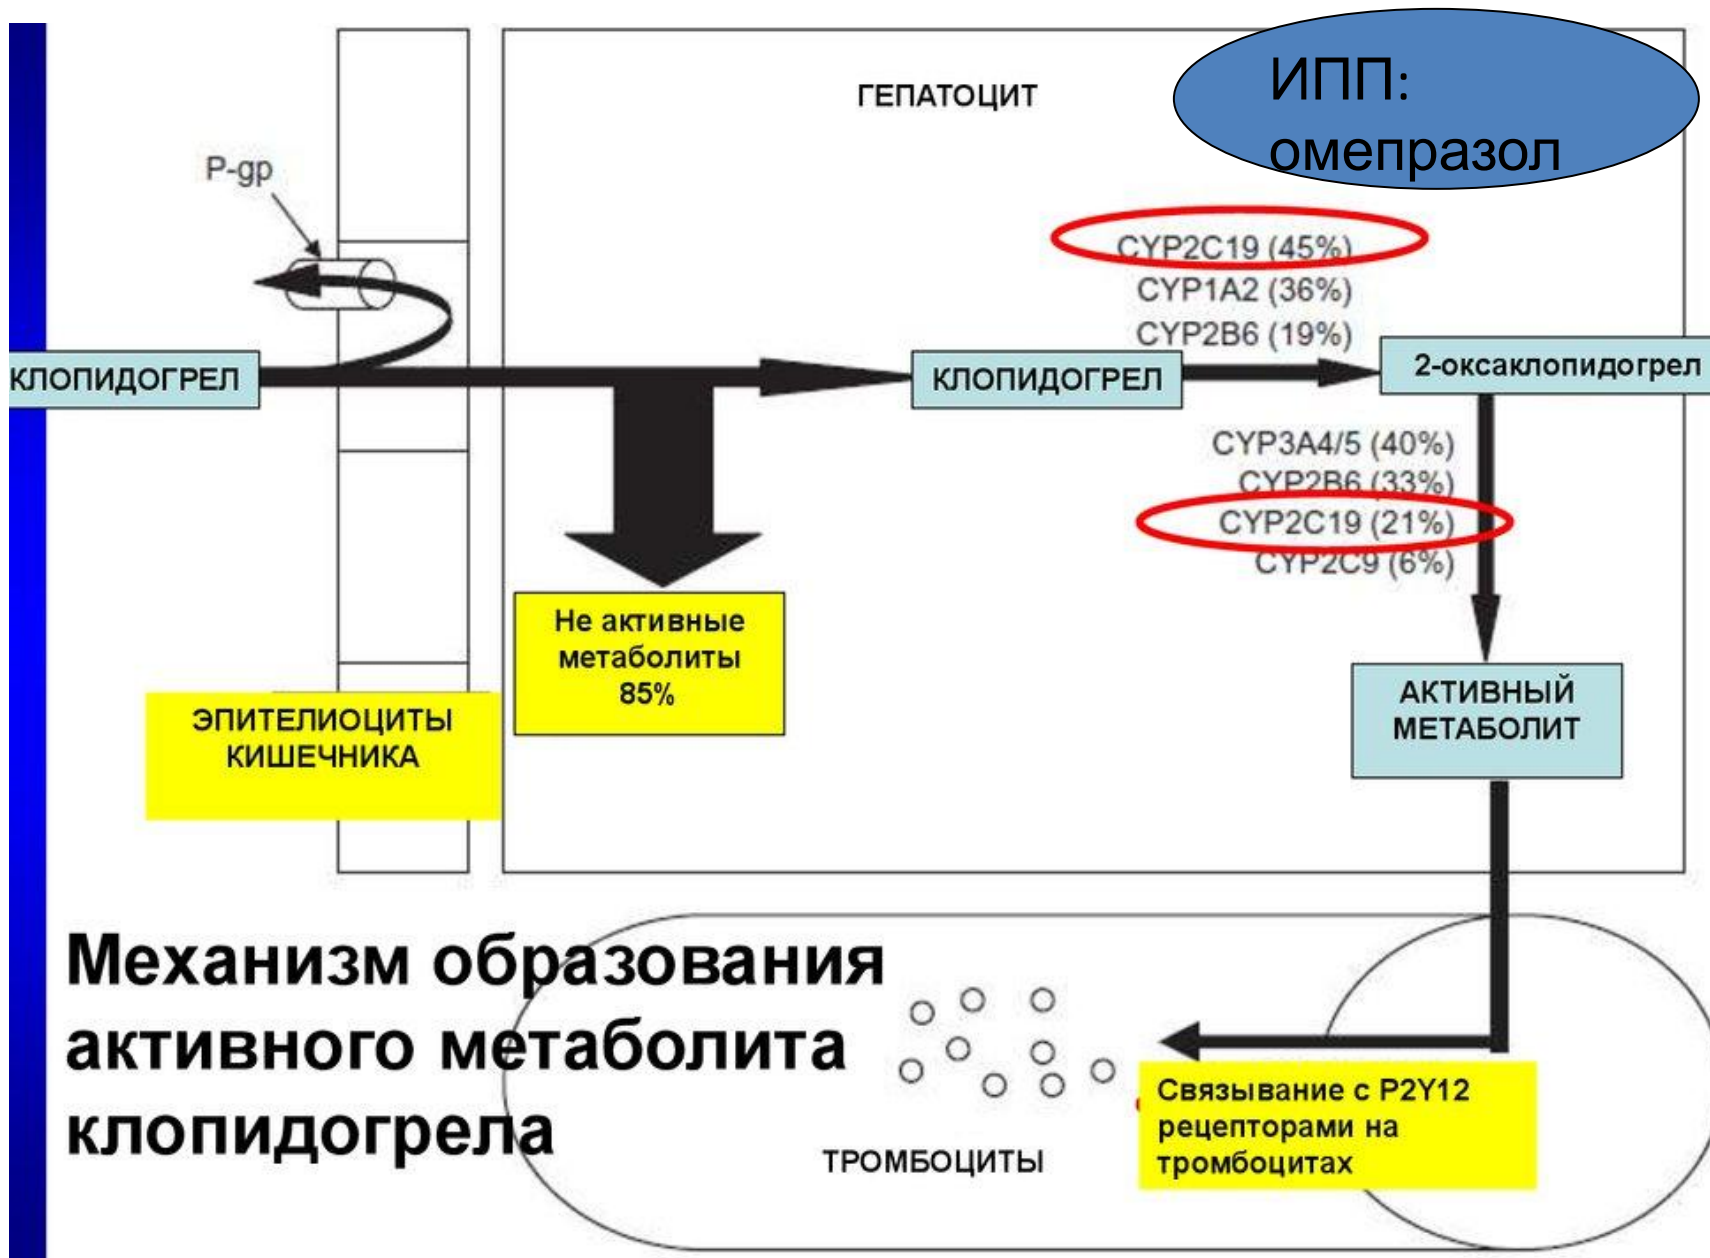 ГЕПАТОЦИТ
ИПП:
омепразол
P-gp
CYP2C19 (45%)
CYP1A2 (36%)
CYP2B6 (19%)
КЛОПИДОГРЕЛ
КЛОПИДОГРЕЛ
2-оксаклопидогрел
CYP3A4/5 (40%)
CYP2B6 (33%)
CYP2C19 (21%)
CYP2C9 (6%)
Не активные
метаболиты
85%
ЭПИТЕЛИОЦИТЫ
КИШЕЧНИКА
АКТИВНЫЙ
МЕТАБОЛИТ
Механизм образования
активного метаболита
клопидогрела
ТРОМБОЦИТЫ
Связывание с P2Y12
рецепторами на
тромбоцитах